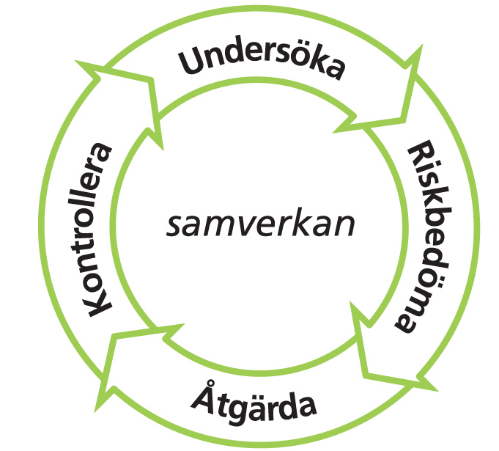 Undersöka
Riskbedöma
Åtgärda
Kontrollera
samverkan